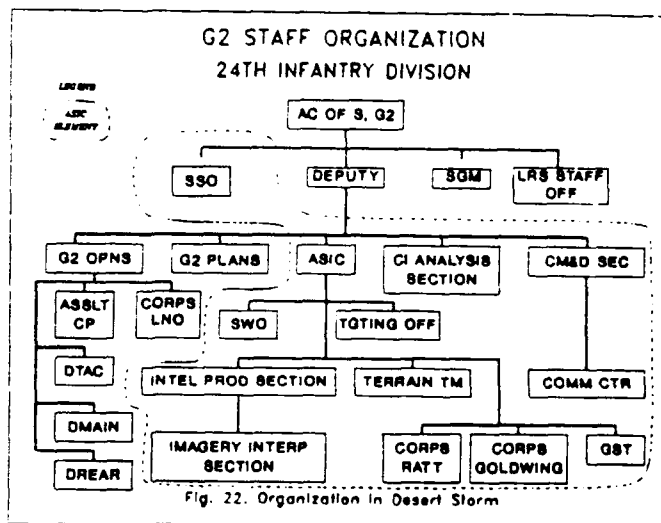 G2 STAFF ORGANIZATION
24TH INFANTRY DIVISION
ASIC
ELEMENT
AC OF S, G2
SSO
DEPUTY
SGM
LRS STAFF
OFF
G2 OPNS
G2 PLANS
ASIC
CI ANALYSIS
SECTION
CM&D SEC
ASSLT
CP
CORPS
LNO
SWO
TGTING OFF
DTAC
INTEL PROD SECTION
TERRAIN TM
COMM CTR
DMAIN
IMAGERY INTERP
SECTION
CORPS
RATT
CORPS
GOLDWING
GST
DREAR
Fig. 22. Organization in Desert Storm